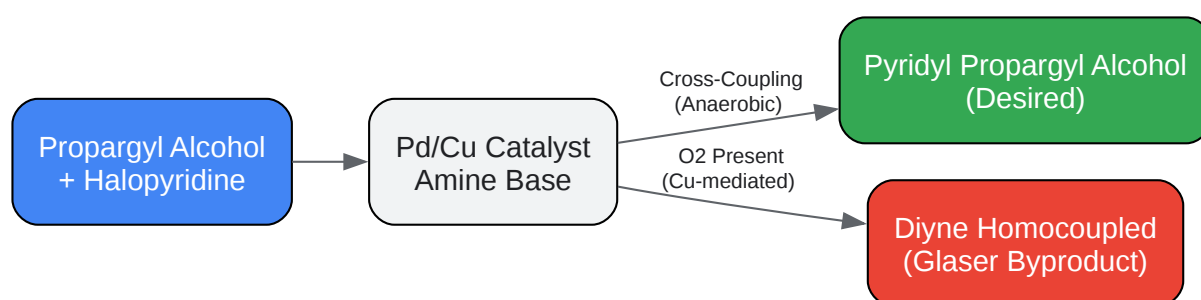 Propargyl Alcohol
+ Halopyridine
Pd/Cu Catalyst
Amine Base
Cross-Coupling
(Anaerobic)
O2 Present
(Cu-mediated)
Pyridyl Propargyl Alcohol
(Desired)
Diyne Homocoupled
(Glaser Byproduct)